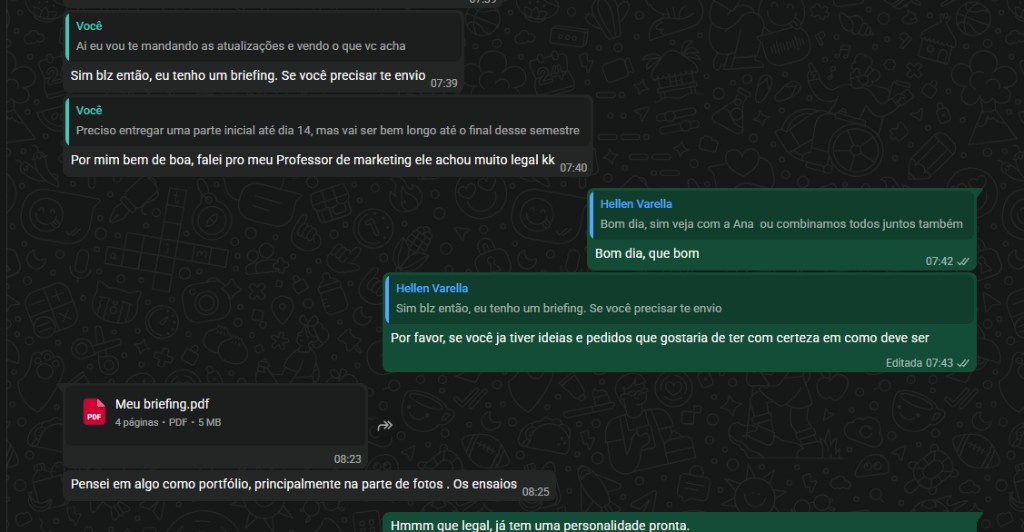 07:39
Você
Ai eu vou te mandando as atualizações e vendo o que vc acha
Sim blz então, eu tenho um briefing. Se você precisar te envio
07:39
Você
Preciso entregar uma parte inicial até dia 14, mas vai ser bem longo até o final desse semestre
Por mim bem de boa, falei pro meu Professor de marketing ele achou muito legal kk
07:40
Hellen Varella
Bom dia, sim veja com a Ana ou combinamos todos juntos também
Bom dia, que bom
07:42
Hellen Varella
Sim blz então, eu tenho um briefing. Se você precisar te envio
Por favor, se você ja tiver ideias e pedidos que gostaria de ter com certeza em como deve ser
Editada 07:43
Meu briefing.pdf
PDF
4 páginas • PDF • 5 MB
08:23
Pensei em algo como portfólio, principalmente na parte de fotos . Os ensaios
08:25
Hmmm que legal, já tem uma personalidade pronta.